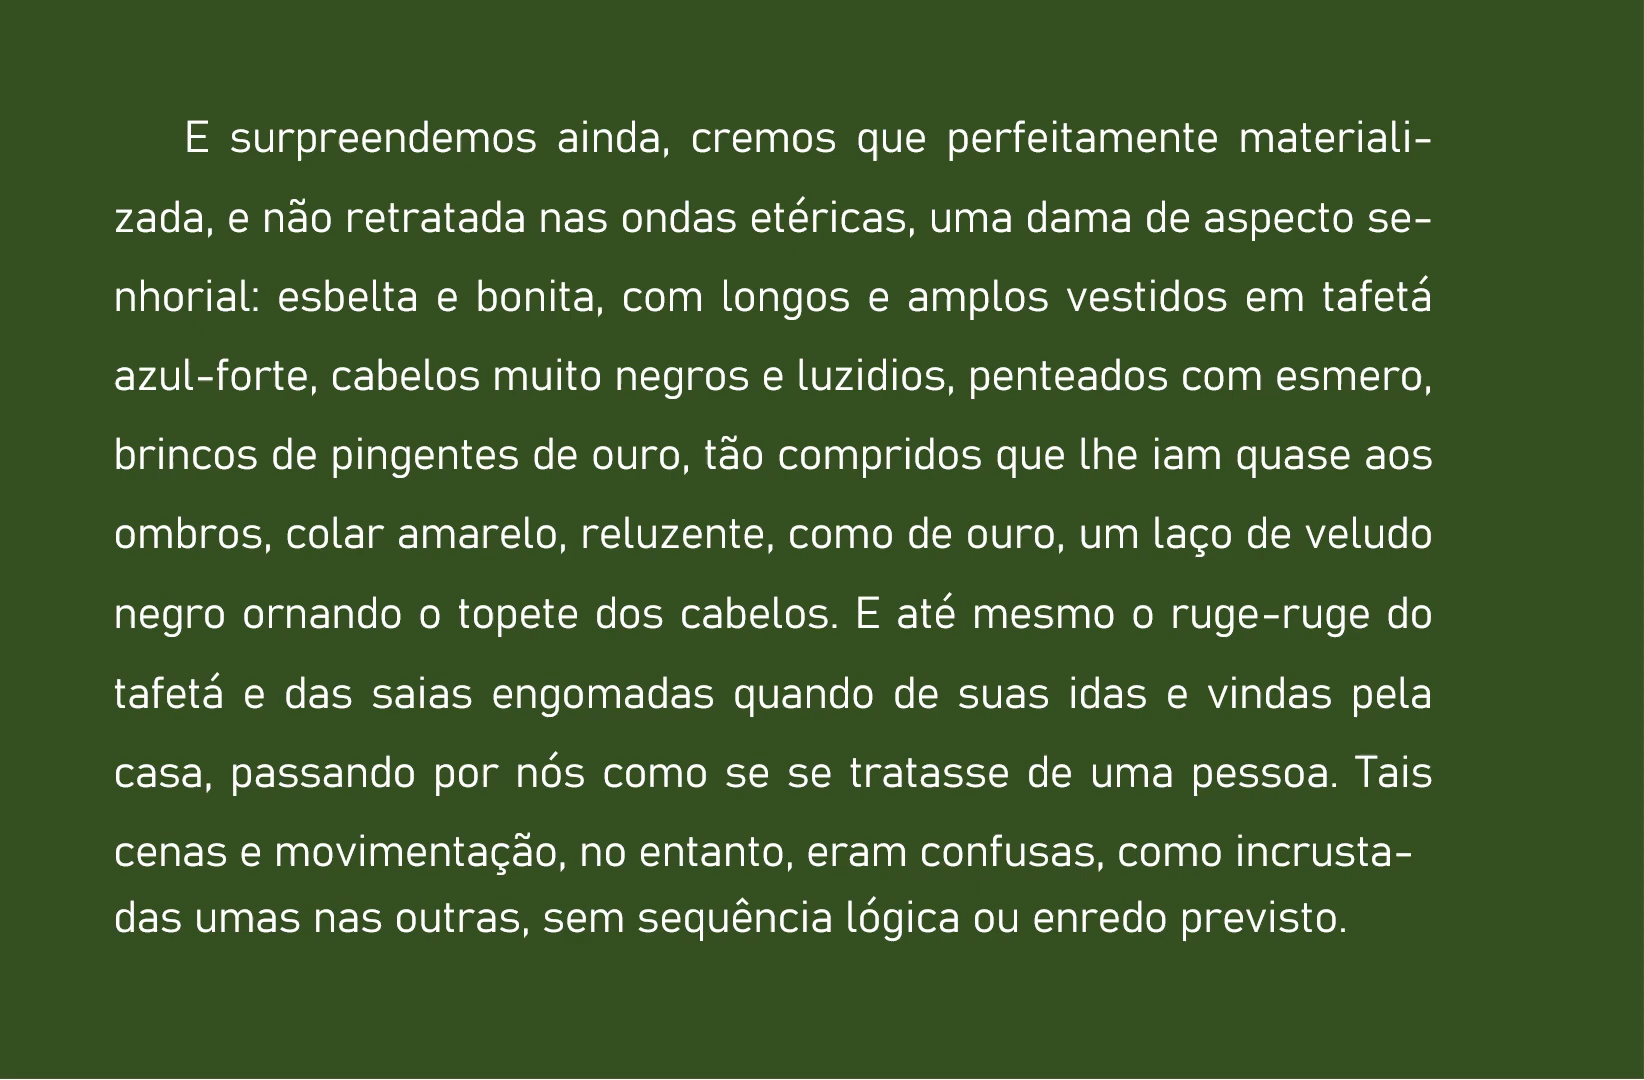 E surpreendemos ainda, cremos que perfeitamente materiali-
zada, e não retratada nas ondas etéricas, uma dama de aspecto se-
nhorial: esbelta e bonita, com longos e amplos vestidos em tafetá
azul-forte, cabelos muito negros e luzidios, penteados com esmero,
brincos de pingentes de ouro, tão compridos que lhe iam quase aos
ombros, colar amarelo, reluzente, como de ouro, um laço de veludo
negro ornando o topete dos cabelos. E até mesmo o ruge-ruge do
tafetá e das saias engomadas quando de suas idas e vindas pela
casa, passando por nós como se se tratasse de uma pessoa. Tais
cenas e movimentação, no entanto, eram confusas, como incrusta-
das umas nas outras, sem sequência lógica ou enredo previsto.